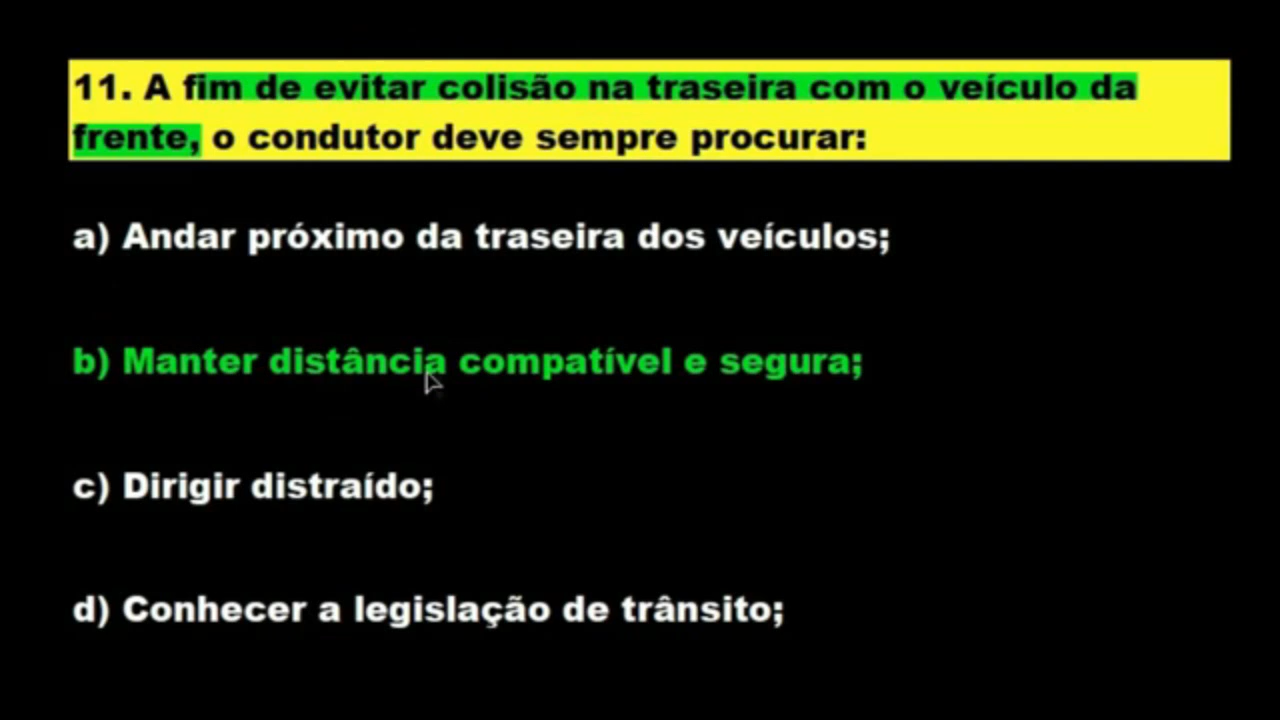 11. A fim de evitar colisão na traseira com o veículo da
frente, o condutor deve sempre procurar:
a) Andar próximo da traseira dos veículos;
b) Manter distância compatível e segura;
c) Dirigir distraído;
d) Conhecer a legislação de trânsito;